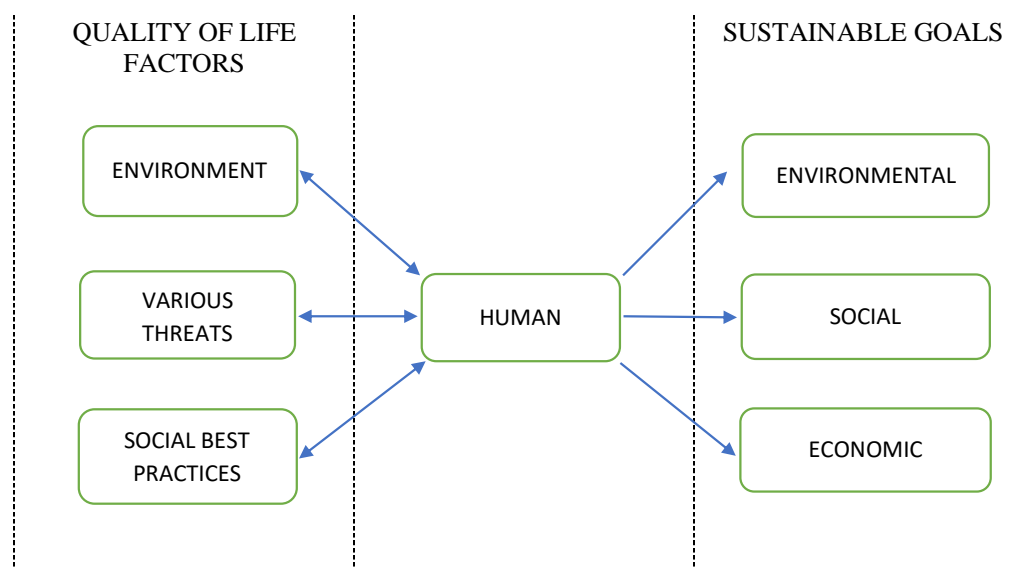 QUALITY OF LIFE
FACTORS
SUSTAINABLE GOALS
ENVIRONMENT
ENVIRONMENTAL
VARIOUS
THREATS
HUMAN
SOCIAL
SOCIAL BEST
PRACTICES
ECONOMIC